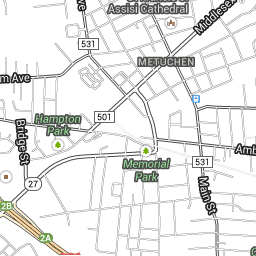 Assisi Cathedral
Middlesex
531
METUCHEN
m Ave
Hampton
Park
501
Bridge St
Memorial
Park
531
Amb
27
Main St
2B
2A